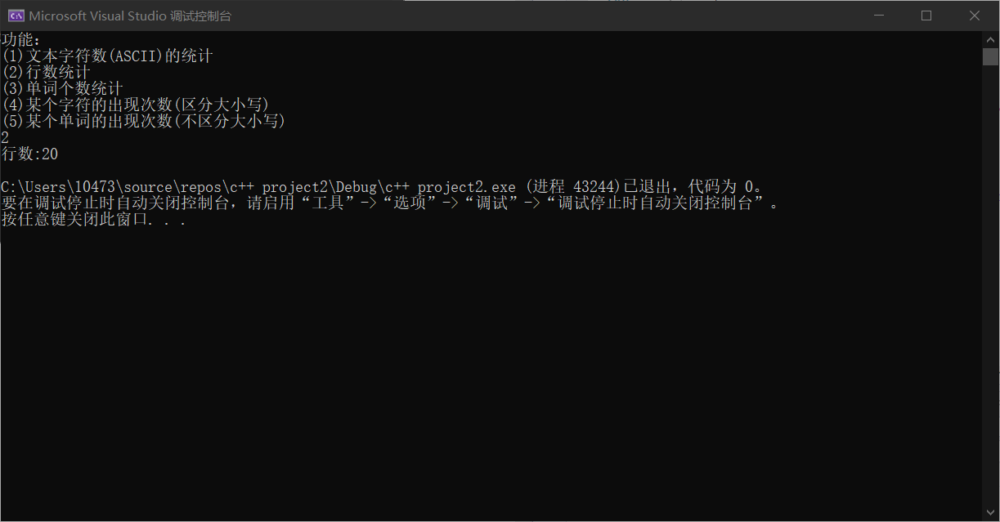 Microsoft Visual Studio 调试控制台
功能:
(1)文本字符数(ASCII)的统计
(2)行数统计
(3)单词个数统计
(4)某个字符的出现次数(区分大小写)
(5)某个单词的出现次数(不区分大小写)
2
行数:20
C:\Users\10473\source\repos\c++ project2\Debug\c++ project2.exe (进程 43244)已退出，代码为 0。
要在调试停止时自动关闭控制台，请启用“工具”->“选项”->“调试”->“调试停止时自动关闭控制台”。
按任意键关闭此窗口. . .